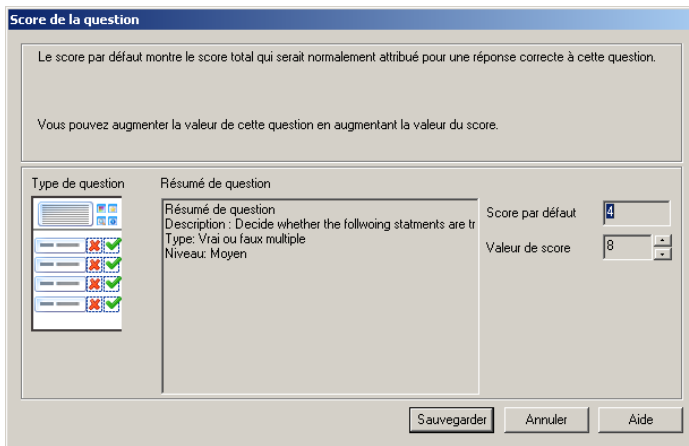 Score de la question
Le score par défaut montre le score total qui serait normalement attribué pour une réponse correcte à cette question.
Vous pouvez augmenter la valeur de cette question en augmentant la valeur du score.
Type de question
Résumé de question
Résumé de question
Description : Decide whether the follwoing statments are tr
Type: Vrai ou faux multiple
Niveau: Moyen
Score par défaut 4
Valeur de score 8
Sauvegarder Annuler Aide